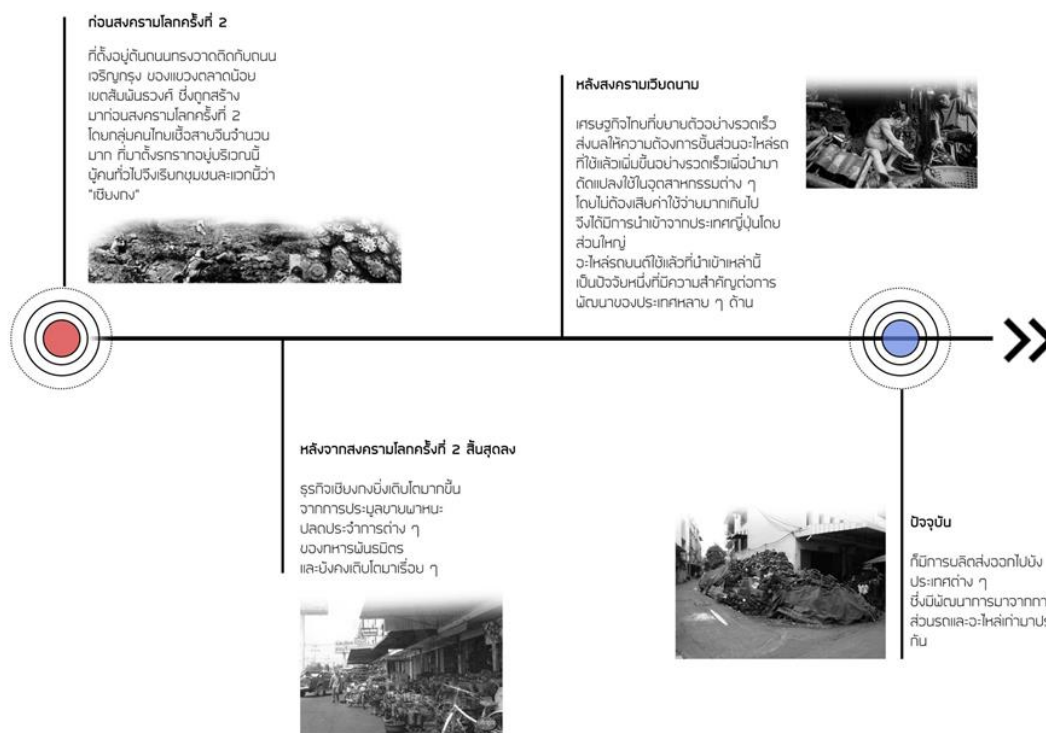 ก่อนสงครามโลกครั้งที่ 2
ที่ตั้งอยู่ต้นถนนทรงวาดติดกับถนน
เจริญกรุง ของแขวงตลาดน้อย
เขตสัมพันธวงศ์ ซึ่งถูกสร้าง
มาก่อนสงครามโลกครั้งที่ 2
โดยกลุ่มคนไทยเชื้อสายจีนจำนวน
มาก ที่มาตั้งรกรากอยู่บริเวณนี้
ผู้คนทั่วไปจึงเรียกชุมชนละแวกนี้ว่า
"เซียงกง"
หลังจากสงครามโลกครั้งที่ 2 สิ้นสุดลง
ธุรกิจเซียงกงยิ่งเติบโตมากขึ้น
จากการประมูลขายพาหนะ
ปลดประจำการต่าง ๆ
ของทหารพันธมิตร
และยังคงเติบโตมาเรื่อย ๆ
หลังสงครามเวียดนาม
เศรษฐกิจไทยที่ขยายตัวอย่างรวดเร็ว
ส่งผลให้ความต้องการชิ้นส่วนอะไหล่รถ
ที่ใช้แล้วเพิ่มขึ้นอย่างรวดเร็วเพื่อนำมา
ดัดแปลงใช้ในอุตสาหกรรมต่าง ๆ
โดยไม่ต้องเสียค่าใช้จ่ายมากเกินไป
จึงได้มีการนำเข้าจากประเทศญี่ปุ่นโดย
ส่วนใหญ่
อะไหล่รถยนต์ใช้แล้วที่นำเข้าเหล่านี้
เป็นปัจจัยหนึ่งที่มีความสำคัญต่อการ
พัฒนาของประเทศหลาย ๆ ด้าน
ปัจจุบัน
ก็มีการผลิตส่งออกไปยัง
ประเทศต่าง ๆ
ซึ่งมีพัฒนาการมาจากกา
ส่วนรถและอะไหล่เก่ามาปร
กัน